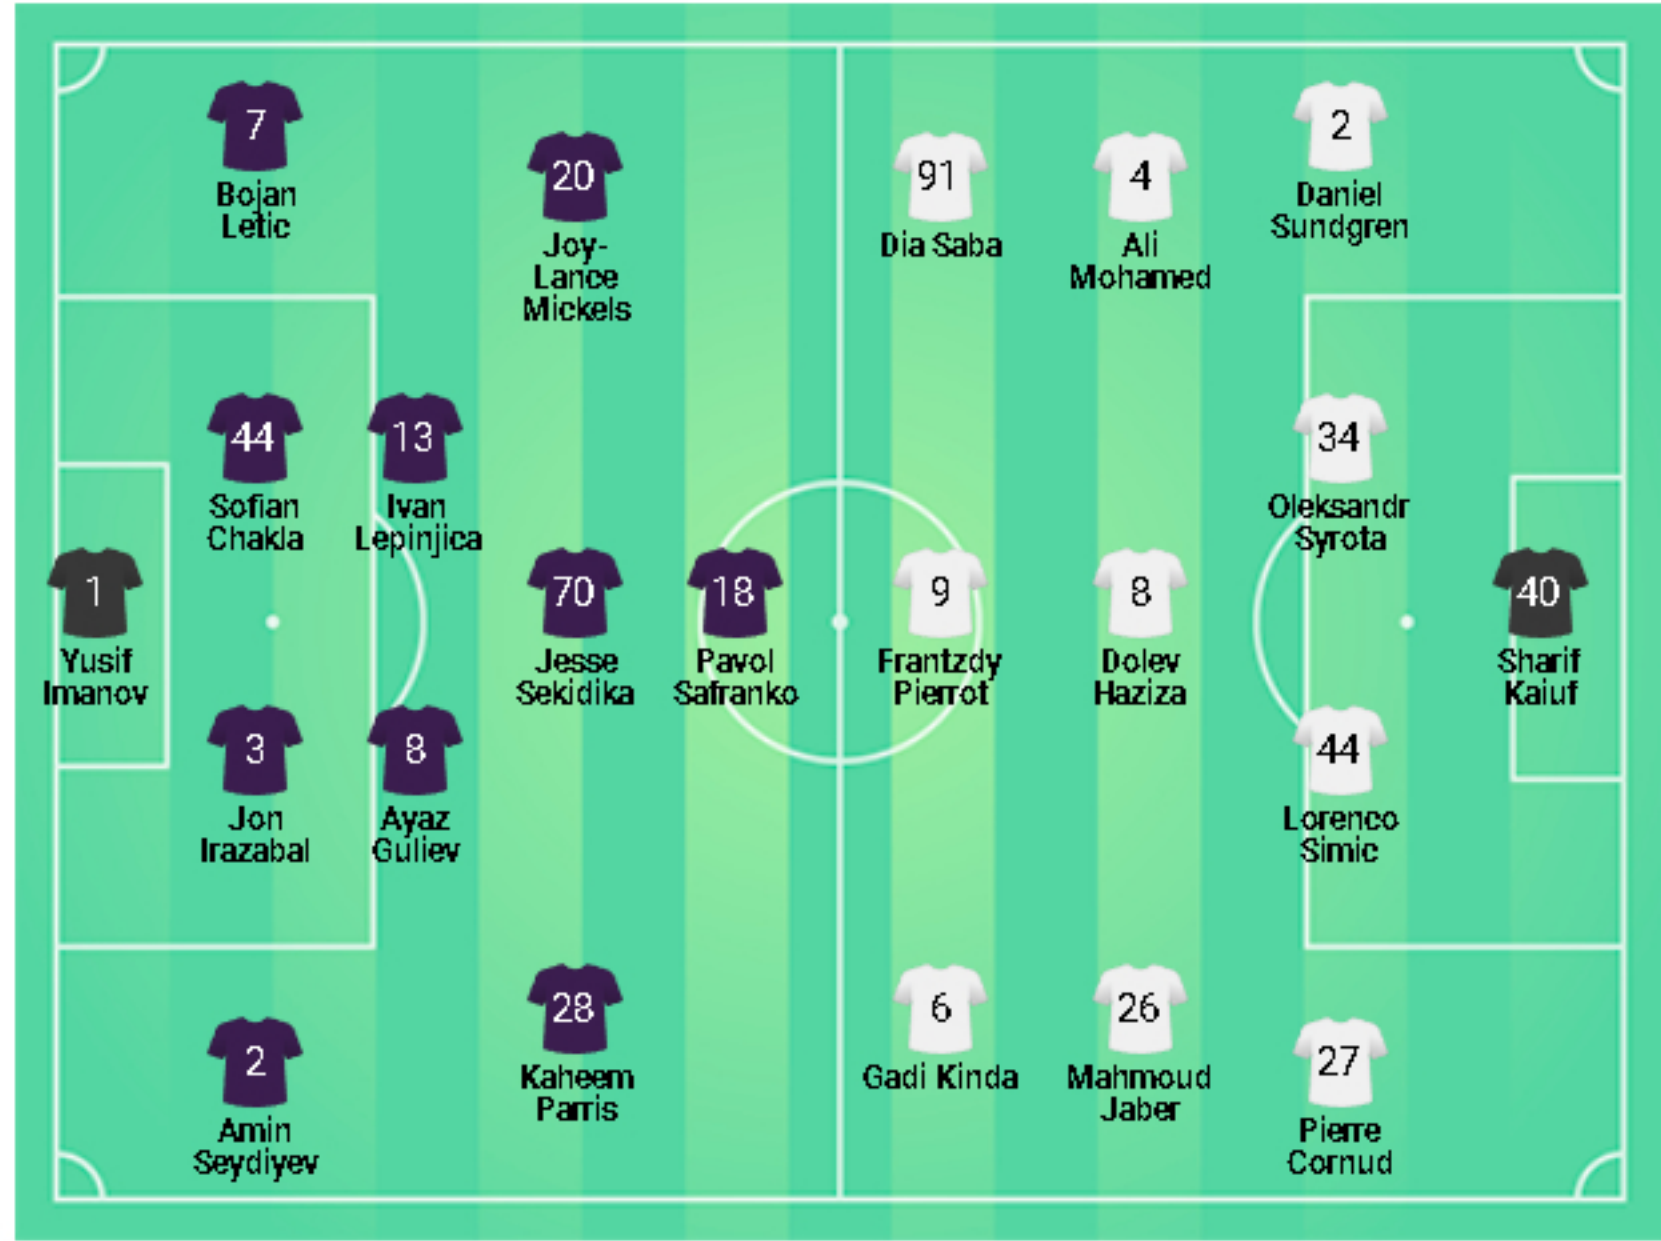 7
Bojan
Letic
20
Joy-
Lance
Mickels
91
Dia Saba
4
Ali
Mohamed
2
Daniel
Sundgren
44
Sofian
Chakla
13
Ivan
Lepinjica
34
Oleksandr
Syrota
1
Yusif
Imanov
70
Jesse
Sekidika
18
Pavol
Safranko
9
Frantzdy
Pierrot
8
Dolev
Haziza
40
Sharif
Kaiuf
3
Jon
Irazabal
8
Ayaz
Guliev
44
Lorenco
Simic
28
Kaheem
Parris
6
Gadi Kinda
26
Mahmoud
Jaber
2
Amin
Seydiyev
27
Pierre
Cornud